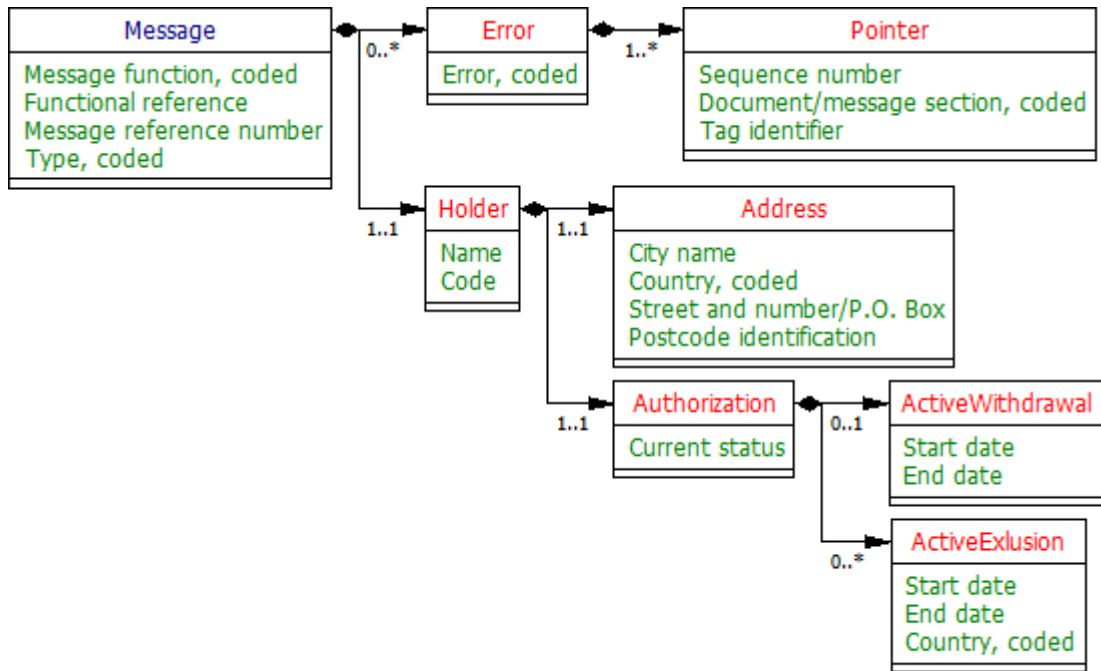 Message
Message function, coded
Functional reference
Message reference number
Type, coded
0..*
Error
Error, coded
1..*
Pointer
Sequence number
Document/message section, coded
Tag identifier
1..1
Holder
Name
Code
1..1
Address
City name
Country, coded
Street and number/P.O. Box
Postcode identification
1..1
Authorization
Current status
0..1
ActiveWithdrawal
Start date
End date
0..*
ActiveExlusion
Start date
End date
Country, coded